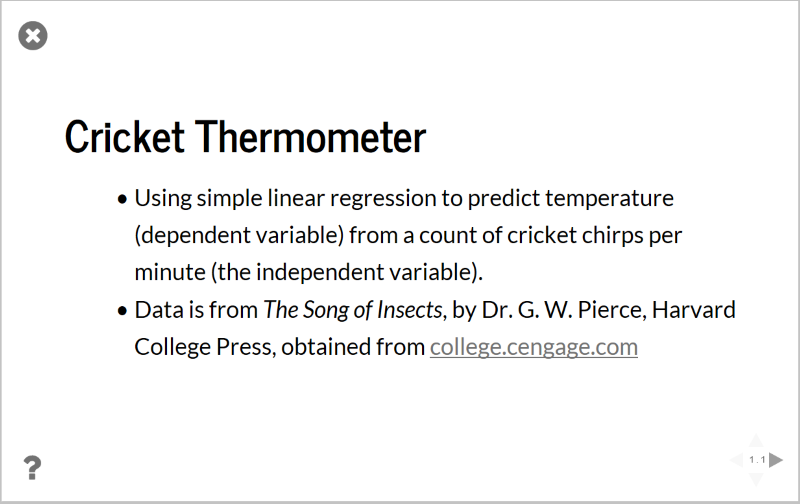 Cricket Thermometer
• Using simple linear regression to predict temperature
(dependent variable) from a count of cricket chirps per
minute (the independent variable).
• Data is from The Song of Insects, by Dr. G. W. Pierce, Harvard
College Press, obtained from college.cengage.com
?
1.1